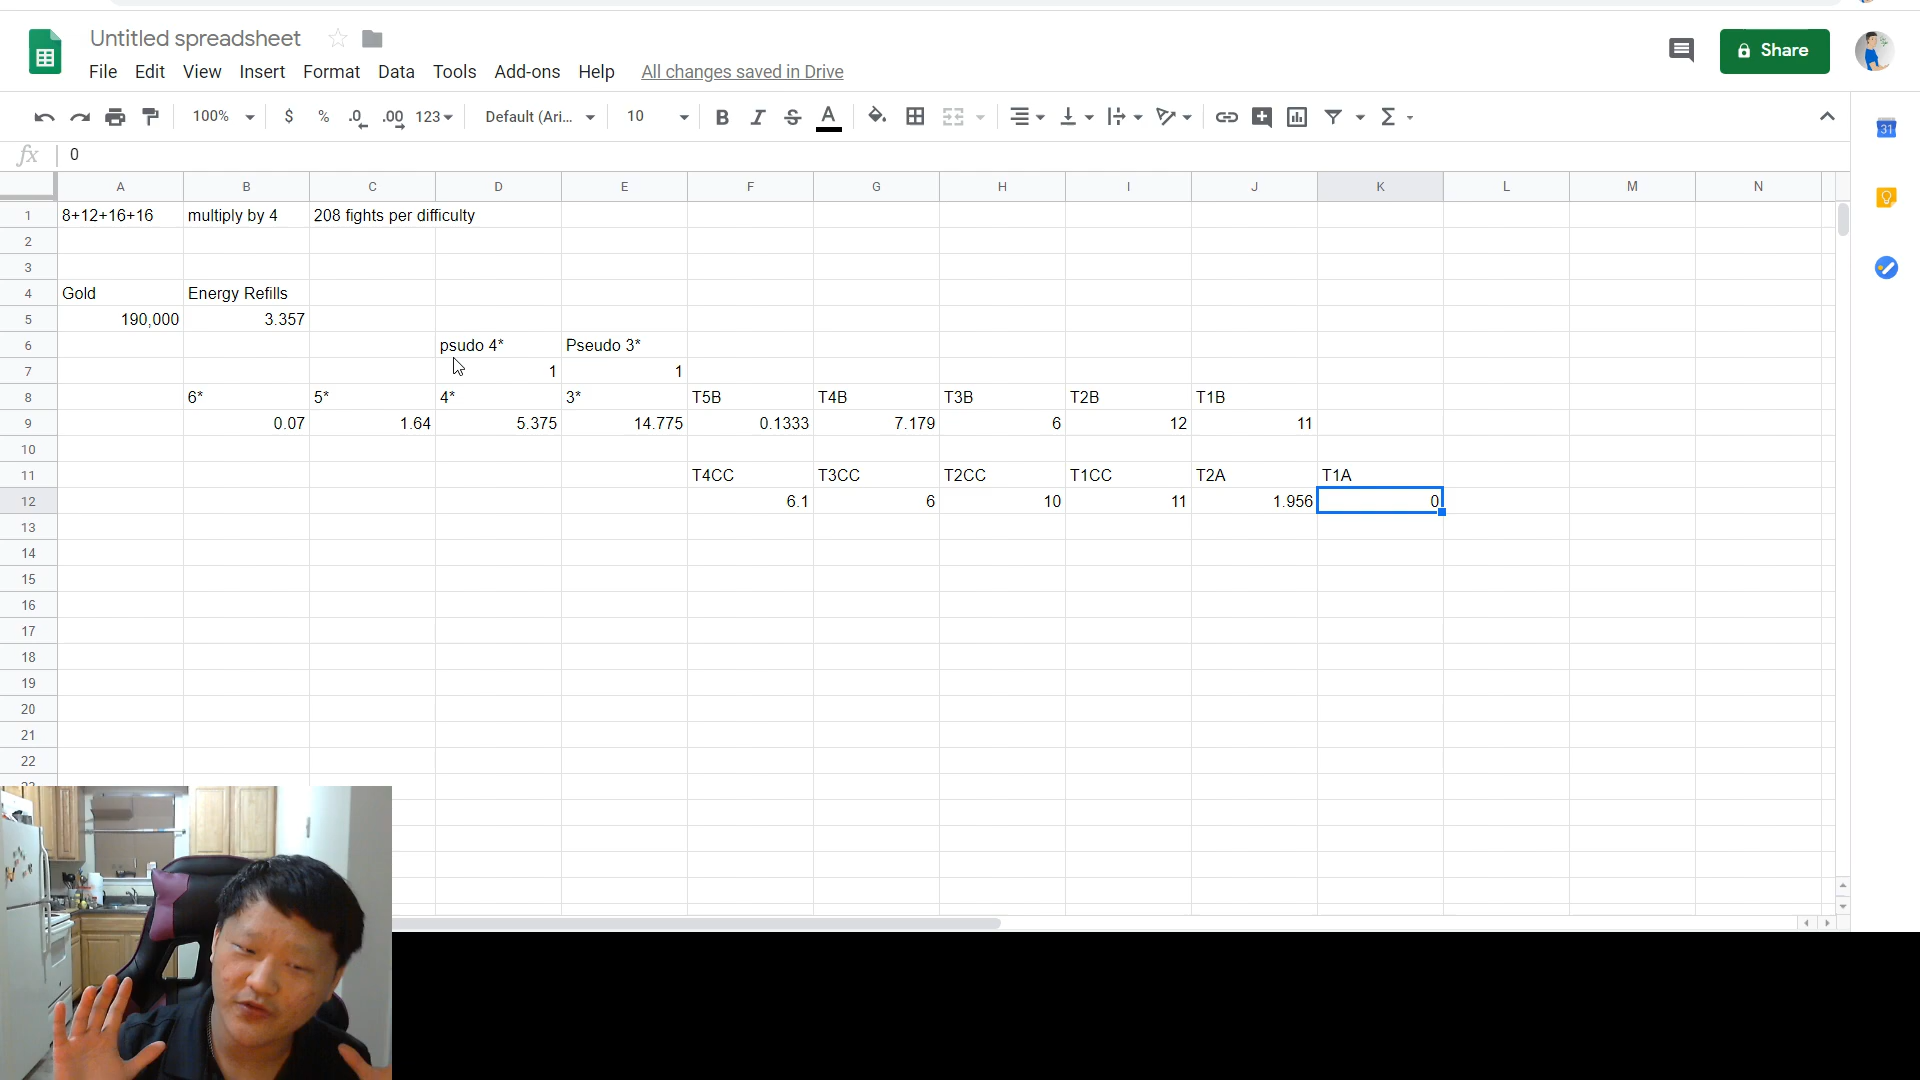 Untitled spreadsheet
File Edit View Insert Format Data Tools Add-ons Help All changes saved in Drive
Share
100% $ % .0 .00 123 Default (Ari... 10 B I S A Σ
31
fx 0
A B C D E F G H I J K L M N
1 8+12+16+16 multiply by 4 208 fights per difficulty
2
3
4 Gold Energy Refills
5 190,000 3.357
6 psudo 4* Pseudo 3*
7 1 1
8 6* 5* 4* 3* T5B T4B T3B T2B T1B
9 0.07 1.64 5.375 14.775 0.1333 7.179 6 12 11
10
11 T4CC T3CC T2CC T1CC T2A T1A
12 6.1 6 10 11 1.956 0
13
14
15
16
17
18
19
20
21
22